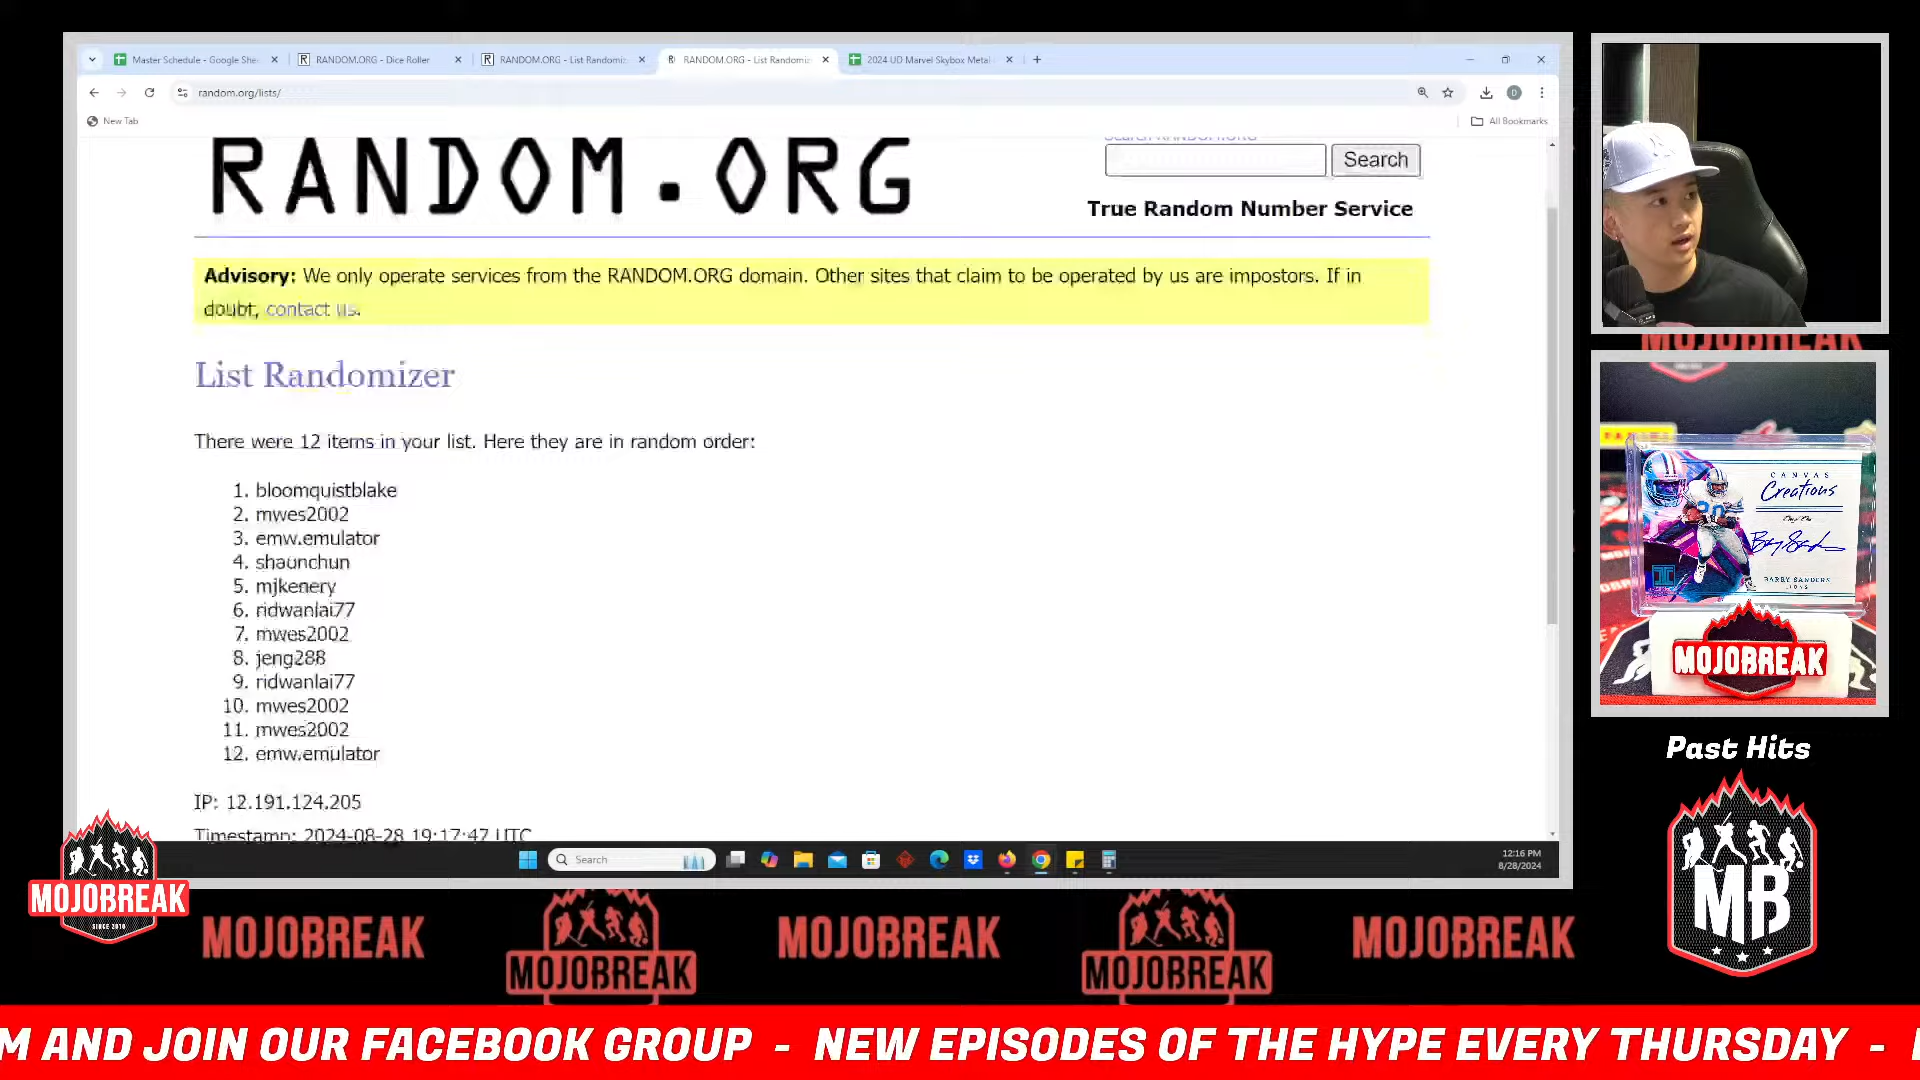 Master Schedule - Google She
RANDOM.ORG - Dice Roller
RANDOM.ORG - List Randomiz
RANDOM.ORG - List Randomiz
2024 UD Marvel Skybox Metal
random.org/lists/
New Tab
All Bookmarks
RANDOM.ORG
Search RANDOM.ORG
Search
True Random Number Service
Advisory: We only operate services from the RANDOM.ORG domain. Other sites that claim to be operated by us are impostors. If in
doubt, contact us.
List Randomizer
There were 12 items in your list. Here they are in random order:
1. bloomquistblake
2. mwes2002
3. emw.emulator
4. shaunchun
5. mjkenery
6. ridwanlai77
7. mwes2002
8. jeng288
9. ridwanlai77
10. mwes2002
11. mwes2002
12. emw.emulator
IP: 12.191.124.205
Timestamp: 2024-08-28 19:17:47 UTC
Search
12:16 PM
8/28/2024
CANVAS
Creations
BARRY SANDERS
LIONS
MOJOBREAK
Past Hits
MB
MOJOBREAK
SINCE 2010
MOJOBREAK
MOJOBREAK
MOJOBREAK
MOJOBREAK
MOJOBREAK
M AND JOIN OUR FACEBOOK GROUP - NEW EPISODES OF THE HYPE EVERY THURSDAY -